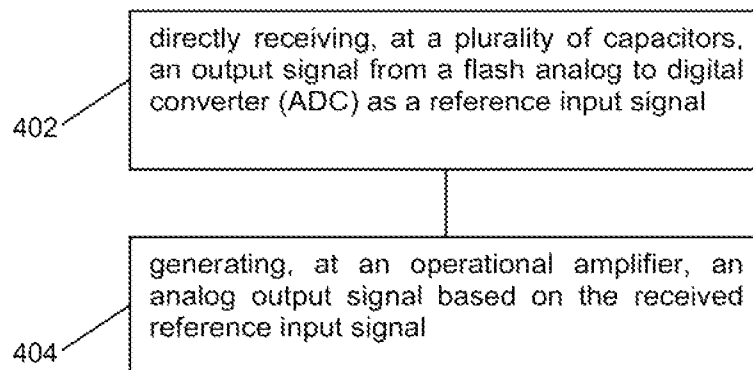 directly receiving, at a plurality of capacitors,
an output signal from a flash analog to digital
converter (ADC) as a reference input signal
402
generating, at an operational amplifier, an
analog output signal based on the received
reference input signal
404